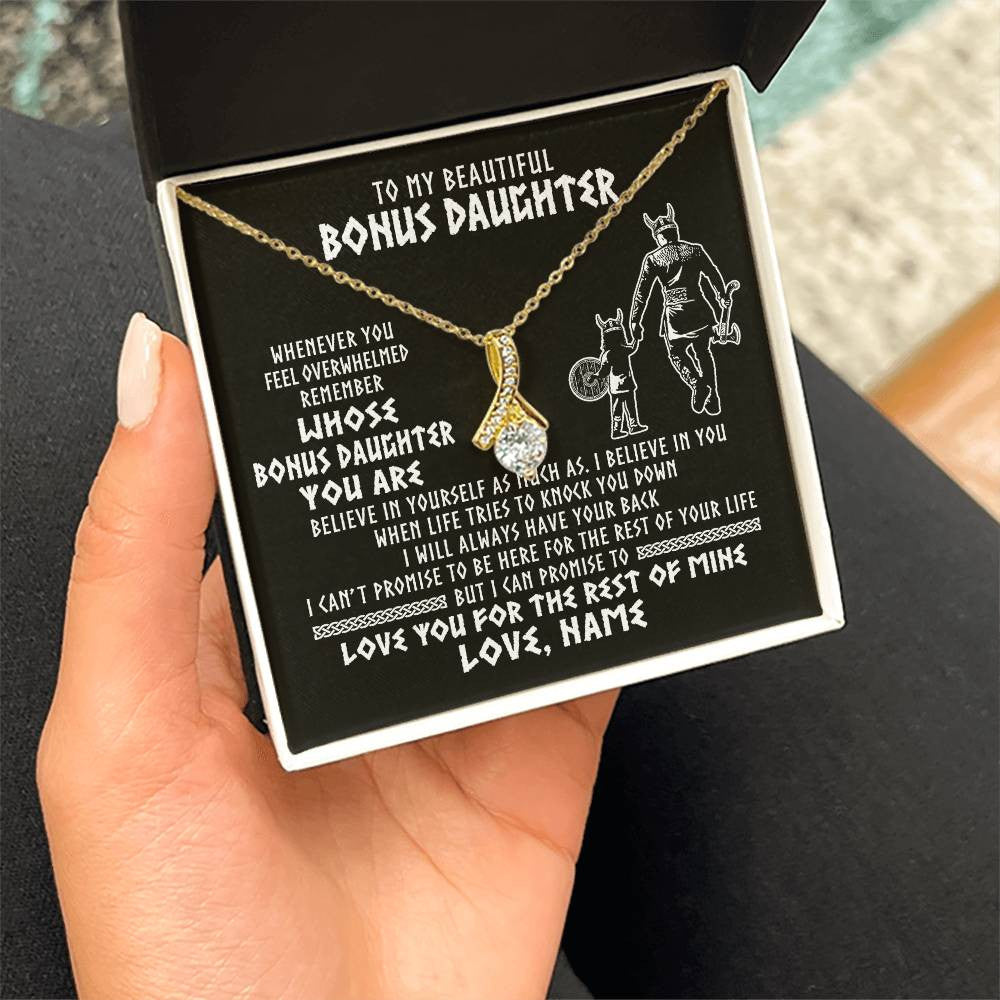 TO MY BEAUTIFUL
BONUS DAUGHTER
WHENEVER YOU
FEEL OVERWHELMED
REMEMBER
WHOSE
BONUS DAUGHTER
YOU ARE
BELIEVE IN YOURSELF AS MUCH AS. I BELIEVE IN YOU
WHEN LIFE TRIES TO KNOCK YOU DOWN
I WILL ALWAYS HAVE YOUR BACK
I CAN'T PROMISE TO BE HERE FOR THE REST OF YOUR LIFE
BUT I CAN PROMISE TO
LOVE YOU FOR THE REST OF MINE
LOVE, NAME